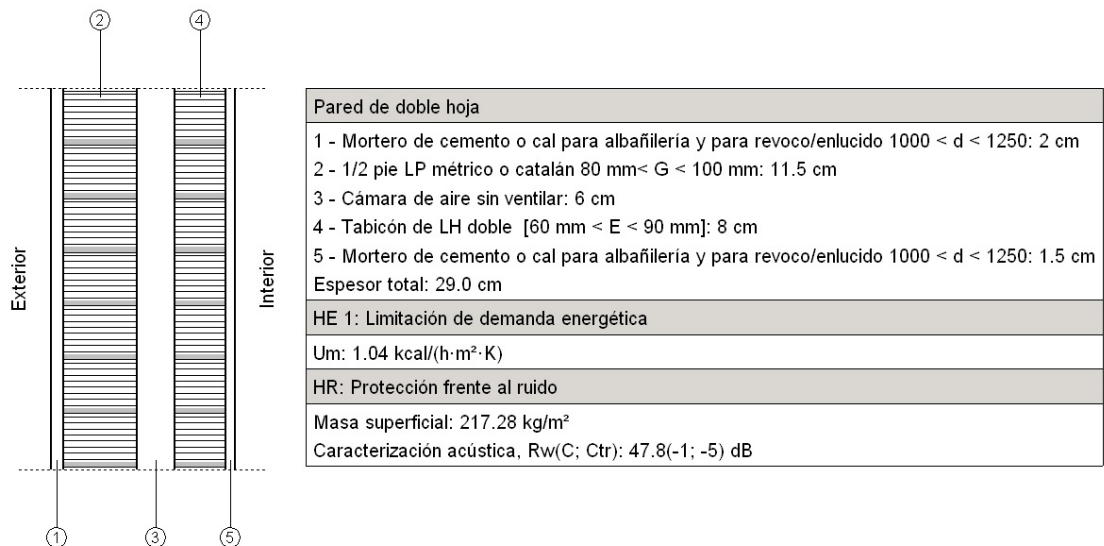 2
4
Exterior
Interior
1
3
5
Pared de doble hoja
1 - Mortero de cemento o cal para albañilería y para revoco/enlucido 1000 < d < 1250: 2 cm
2 - 1/2 pie LP métrico o catalán 80 mm< G < 100 mm: 11.5 cm
3 - Cámara de aire sin ventilar: 6 cm
4 - Tabicón de LH doble [60 mm < E < 90 mm]: 8 cm
5 - Mortero de cemento o cal para albañilería y para revoco/enlucido 1000 < d < 1250: 1.5 cm
Espesor total: 29.0 cm
HE 1: Limitación de demanda energética
Um: 1.04 kcal/(h·m²·K)
HR: Protección frente al ruido
Masa superficial: 217.28 kg/m²
Caracterización acústica, Rw(C; Ctr): 47.8(-1; -5) dB